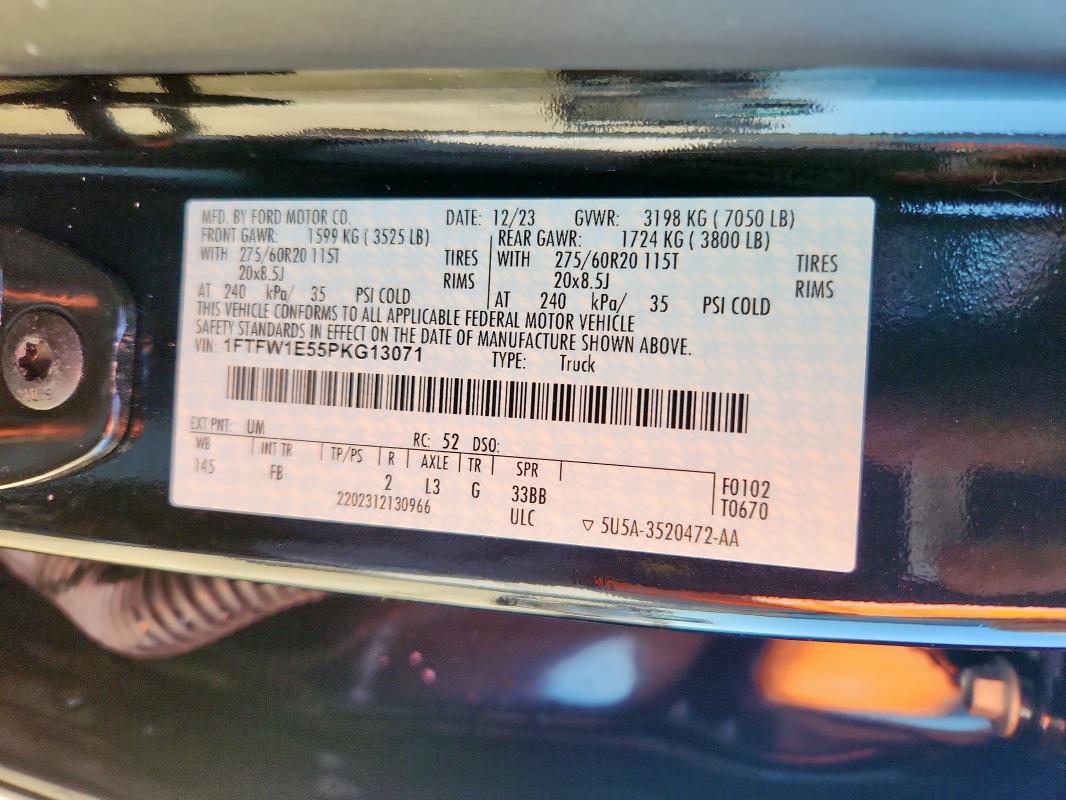 MFD. BY FORD MOTOR CO. DATE: 12/23 GVWR: 3198 KG ( 7050 LB)
FRONT GAWR: 1599 KG ( 3525 LB) REAR GAWR: 1724 KG ( 3800 LB)
WITH 275/60R20 115T TIRES WITH 275/60R20 115T TIRES
20x8.5J RIMS 20x8.5J RIMS
AT 240 kPa/ 35 PSI COLD AT 240 kPa/ 35 PSI COLD
THIS VEHICLE CONFORMS TO ALL APPLICABLE FEDERAL MOTOR VEHICLE
SAFETY STANDARDS IN EFFECT ON THE DATE OF MANUFACTURE SHOWN ABOVE.
VIN: 1FTFW1E55PKG13071 TYPE: Truck
EXT PNT: UM RC: 52 DSO:
WB INT TR TP/PS R AXLE TR SPR
145 FB 2 L3 G 33BB F0102
2202312130966 ULC T0670
▽ 5U5A-3520472-AA